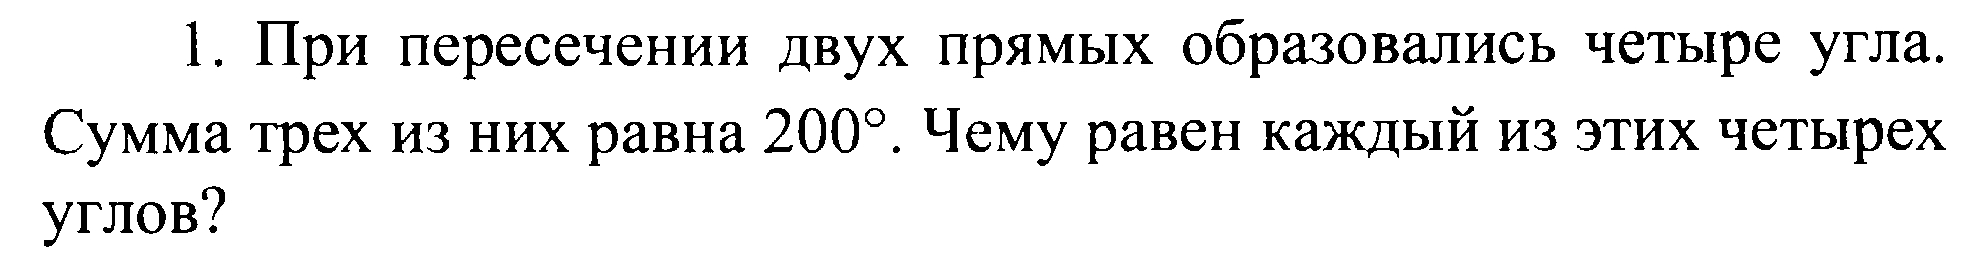 1. При пересечении двух прямых образовались четыре угла.
Сумма трех из них равна 200°. Чему равен каждый из этих четырех
углов?